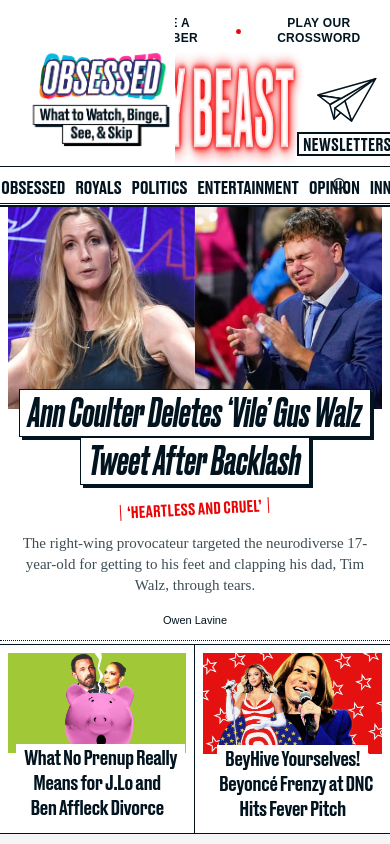 E A
BER
PLAY OUR
CROSSWORD
OBSESSED
What to Watch, Binge,
See, & Skip
Y BEAST
NEWSLETTERS
OBSESSED ROYALS POLITICS ENTERTAINMENT OPINION INN
Ann Coulter Deletes ‘Vile’ Gus Walz
Tweet After Backlash
‘HEARTLESS AND CRUEL’
The right-wing provocateur targeted the neurodiverse 17-
year-old for getting to his feet and clapping his dad, Tim
Walz, through tears.
Owen Lavine
What No Prenup Really
Means for J.Lo and
Ben Affleck Divorce
BeyHive Yourselves!
Beyoncé Frenzy at DNC
Hits Fever Pitch